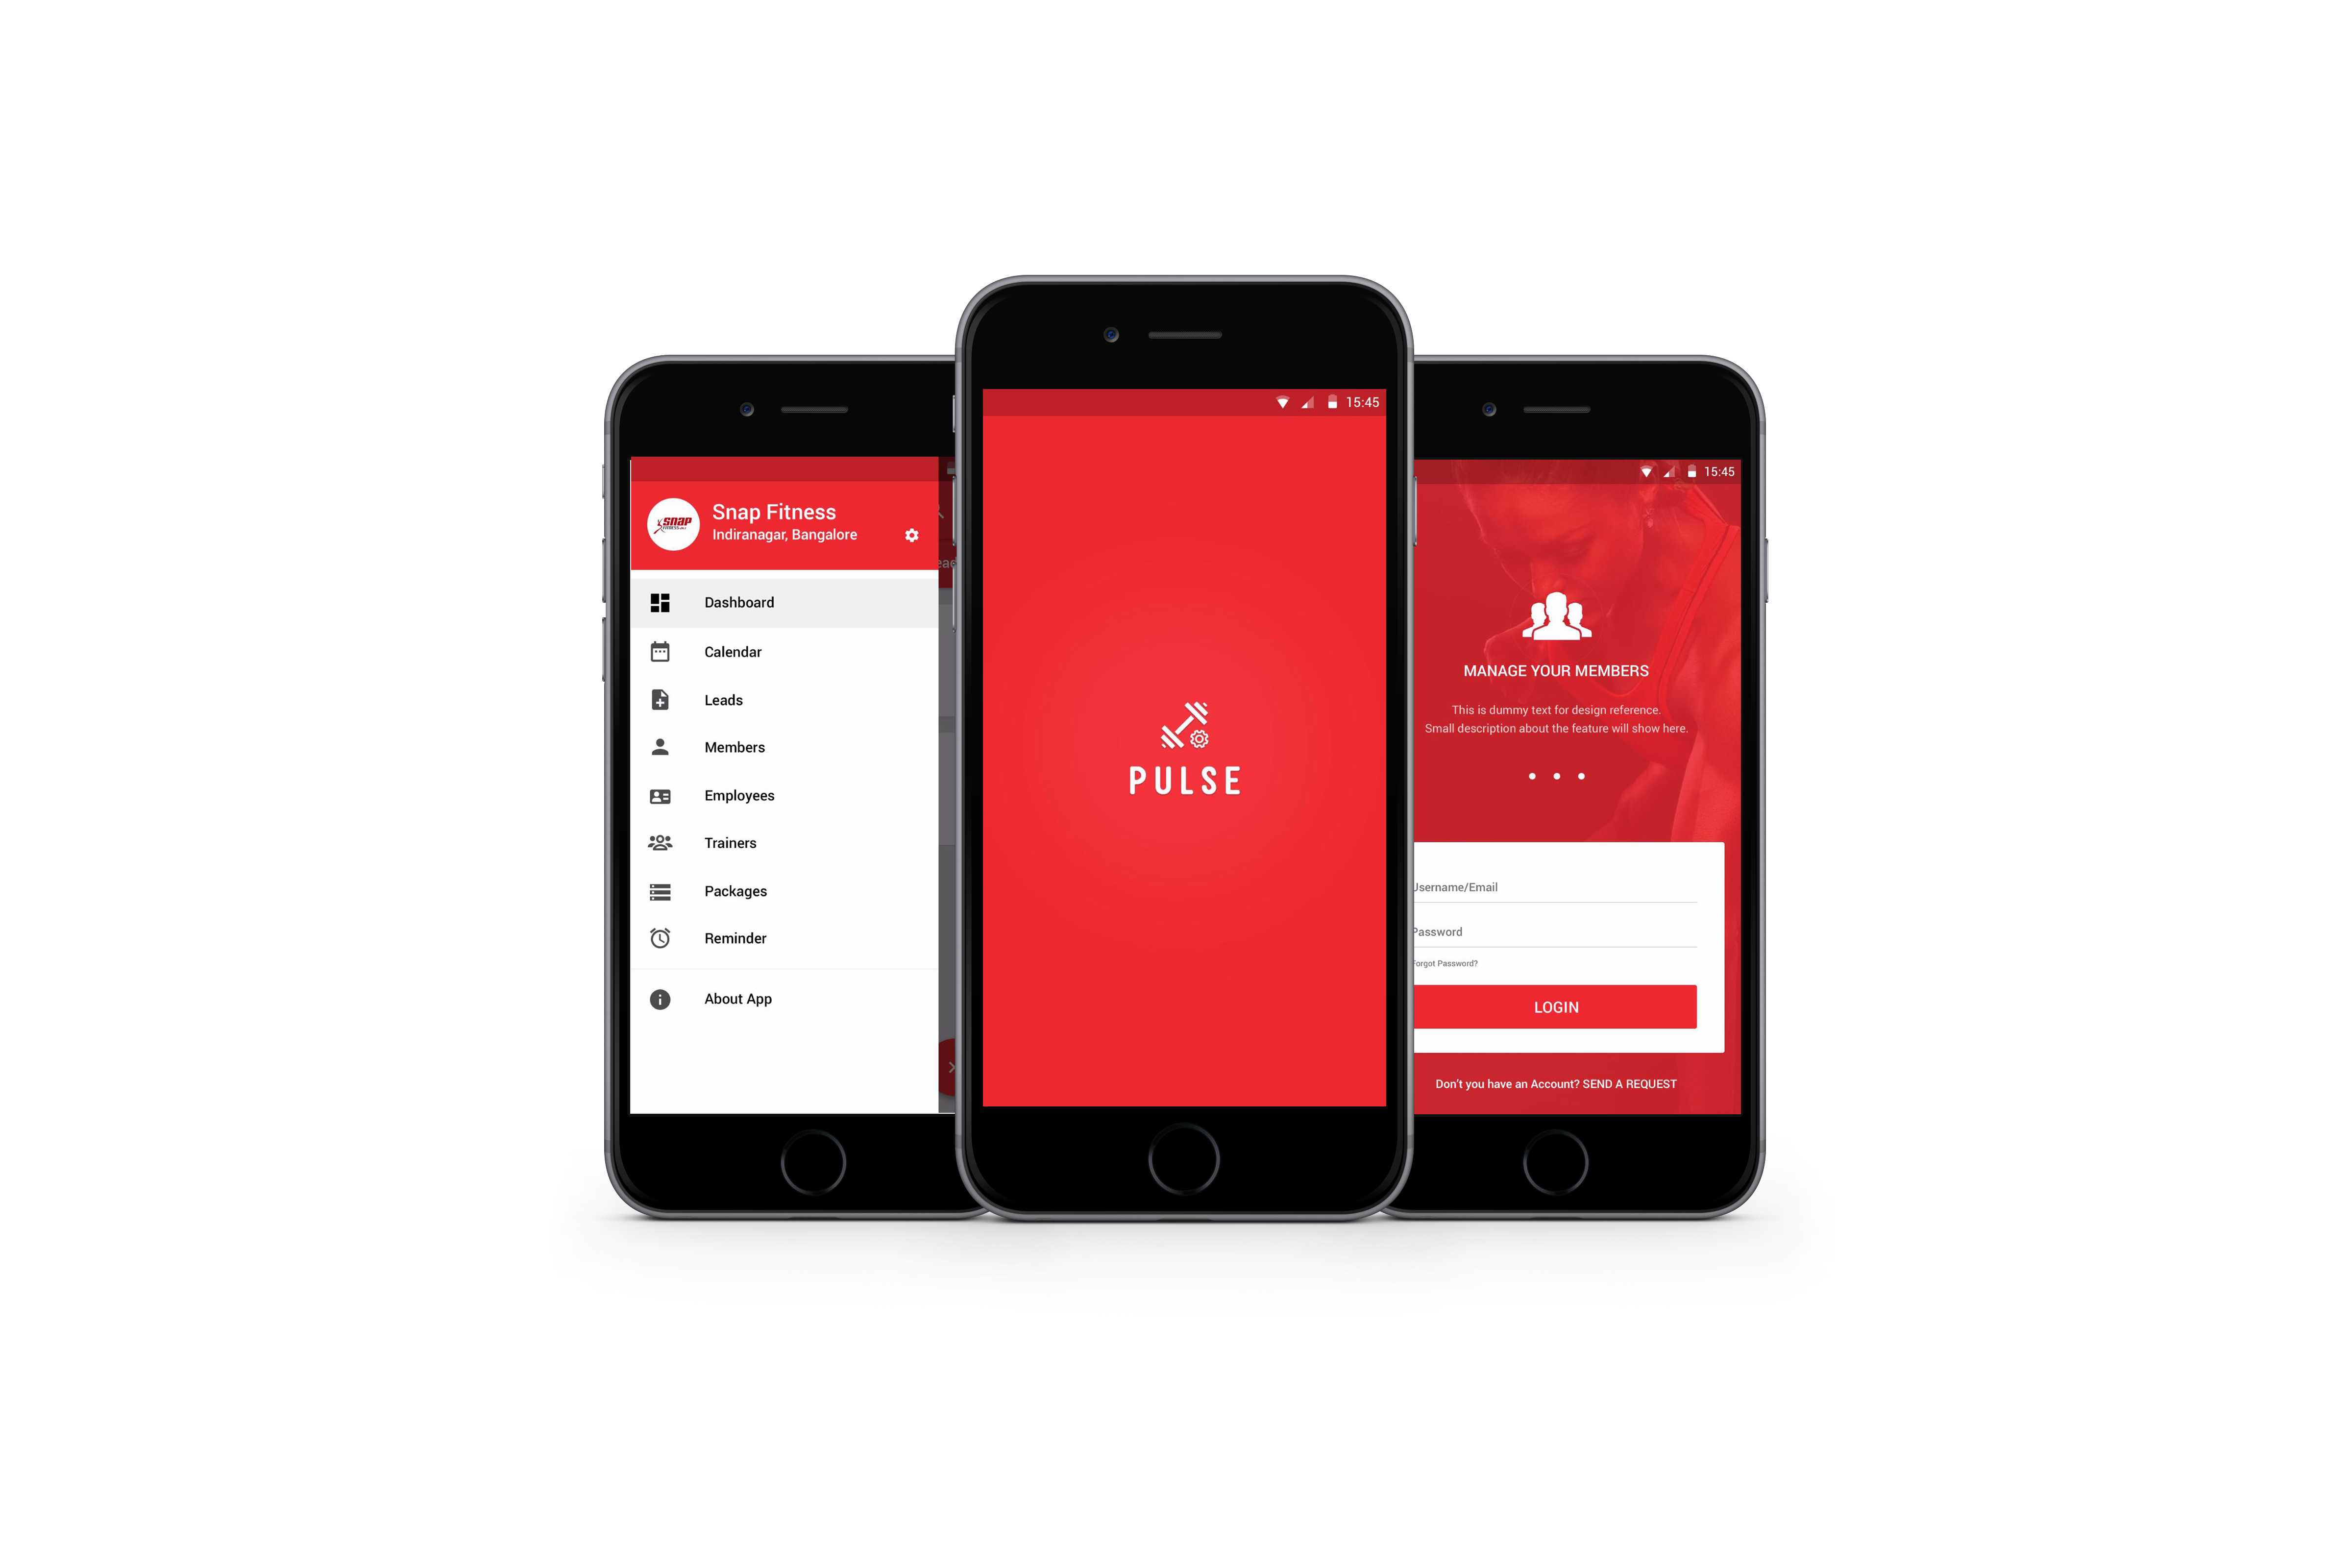 SNAP
FITNESS
Snap Fitness
Indiranagar, Bangalore
Dashboard
Calendar
Leads
Members
Employees
Trainers
Packages
Reminder
About App
15:45
PULSE
15:45
MANAGE YOUR MEMBERS
This is dummy text for design reference.
Small description about the feature will show here.
Username/Email
Password
Forgot Password?
LOGIN
Don't you have an Account? SEND A REQUEST